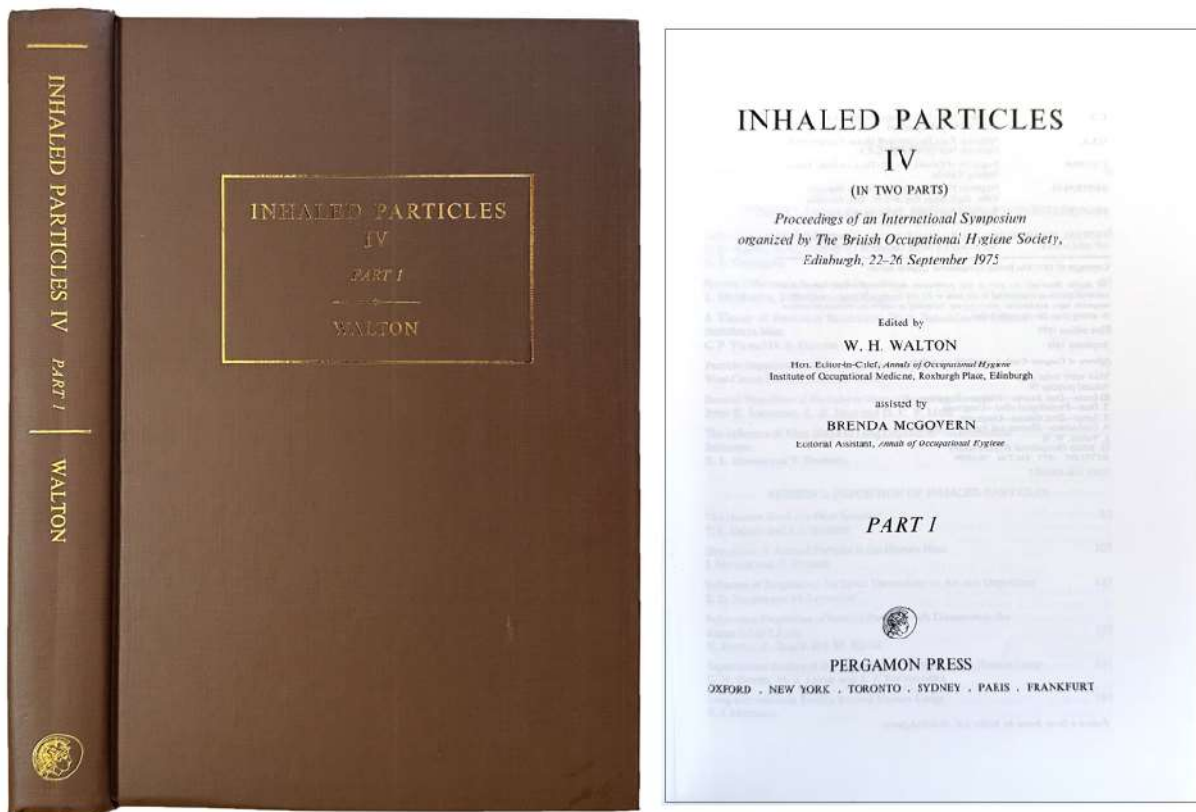 INHALED PARTICLES IV PART 1 WALTON
INHALED PARTICLES
IV
PART 1
WALTON
INHALED PARTICLES
IV
(IN TWO PARTS)
Proceedings of an International Symposium
organized by The British Occupational Hygiene Society,
Edinburgh, 22–26 September 1975
Edited by
W. H. WALTON
Hon. Editor-in-Chief, Annals of Occupational Hygiene
Institute of Occupational Medicine, Roxburgh Place, Edinburgh
assisted by
BRENDA McGOVERN
Editorial Assistant, Annals of Occupational Hygiene
PART 1
PERGAMON PRESS
OXFORD . NEW YORK . TORONTO . SYDNEY . PARIS . FRANKFURT